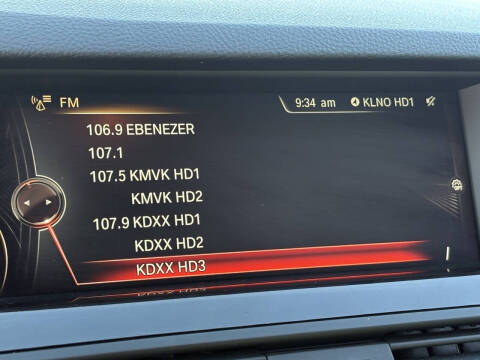 FM
9:34 am KLNO HD1
106.9 EBENEZER
107.1
107.5 KMVK HD1
KMVK HD2
107.9 KDXX HD1
KDXX HD2
KDXX HD3